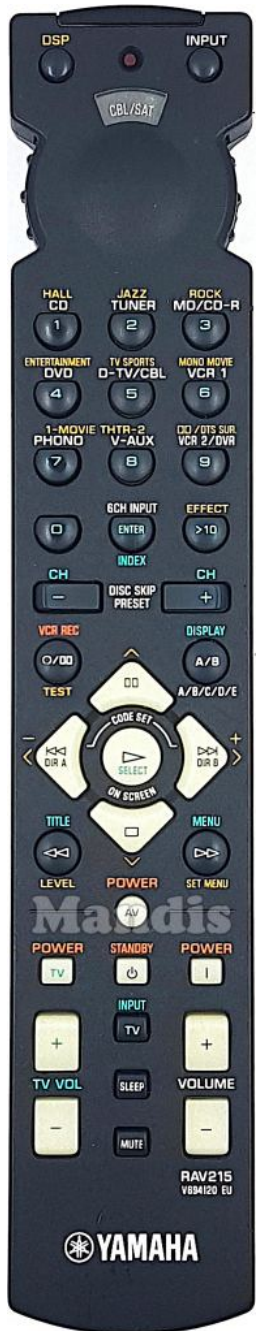 DSP INPUT
CBL/SAT
HALL JAZZ ROCK
CD TUNER MD/CD-R
1 2 3
ENTERTAINMENT TV SPORTS MONO MOVIE
DVD D-TV/CBL VCR 1
4 5 6
1-MOVIE THTR-2 /DTS SUR.
PHONO V-AUX VCR 2/DVR
7 8 9
6CH INPUT EFFECT
0 ENTER >10
INDEX
CH CH
- DISC SKIP +
PRESET
VCR REC DISPLAY
A/B
TEST A/B/C/D/E
CODE SET
- +
DIR A DIR B
SELECT
ON SCREEN
TITLE MENU
LEVEL POWER SET MENU
AV
Mandis
POWER STANDBY POWER
TV I
INPUT
+ TV +
TV VOL SLEEP VOLUME
- MUTE -
RAV215
V694120 EU
YAMAHA